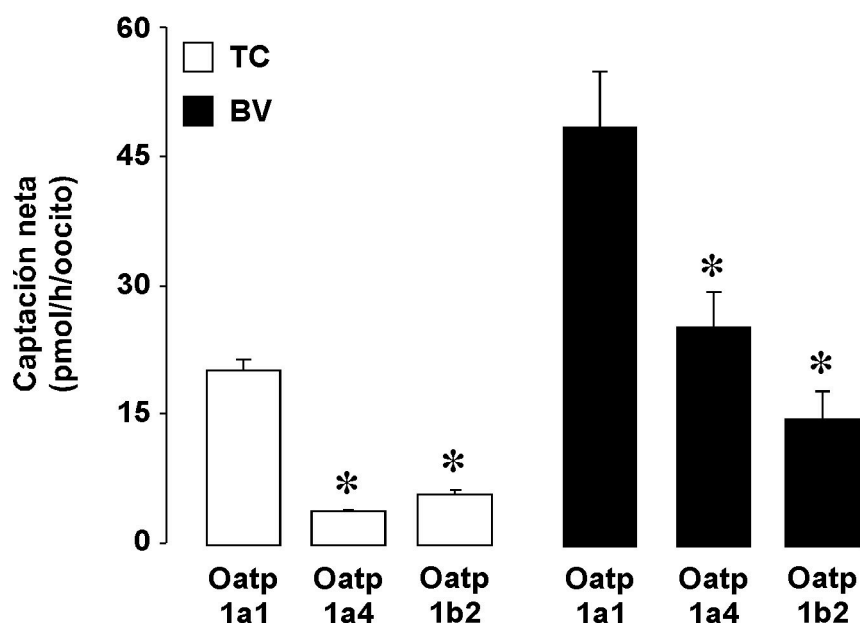 Captación neta
(pmol/h/oocito)
60
45
30
15
0
TC
BV
*
*
*
*
Oatp
1a1
Oatp
1a4
Oatp
1b2
Oatp
1a1
Oatp
1a4
Oatp
1b2